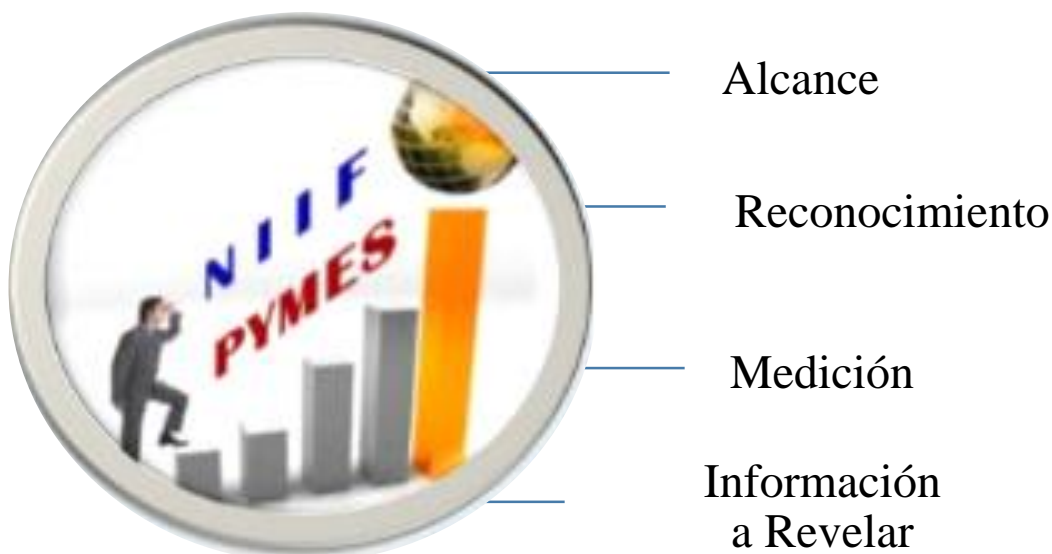 NIIF
PYMES
Alcance
Reconocimiento
Medición
Información
a Revelar